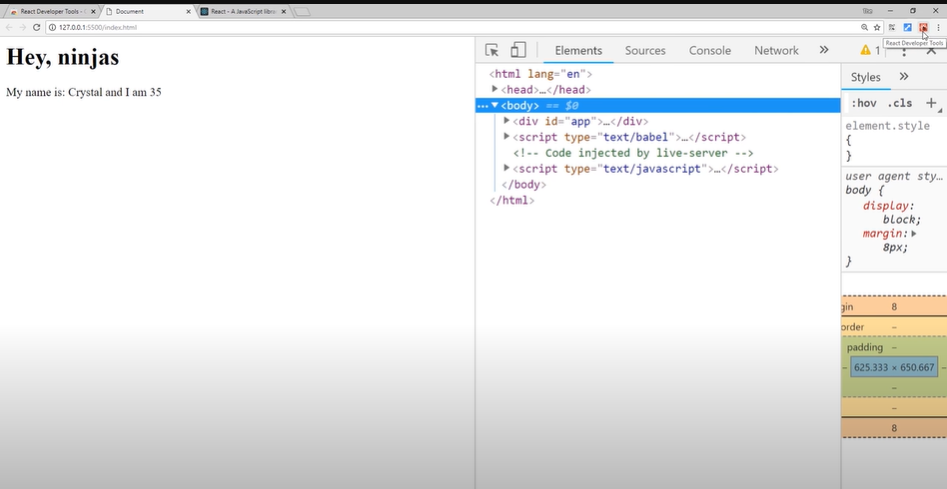 React Developer Tools - 
Document
React - A JavaScript libra
127.0.0.1:5500/index.html
React Developer Tools
Hey, ninjas
My name is: Crystal and I am 35
Elements
Sources
Console
Network
»
1
<html lang="en">
<head>…</head>
<body> == $0
<div id="app">…</div>
<script type="text/babel">…</script>
<!-- Code injected by live-server -->
<script type="text/javascript">…</script>
</body>
</html>
Styles
»
:hov .cls +
element.style
{
}
user agent sty…
body {
display:
block;
margin:
8px;
}
gin 8
order –
padding –
– 625.333 × 650.667 –
–
–
8